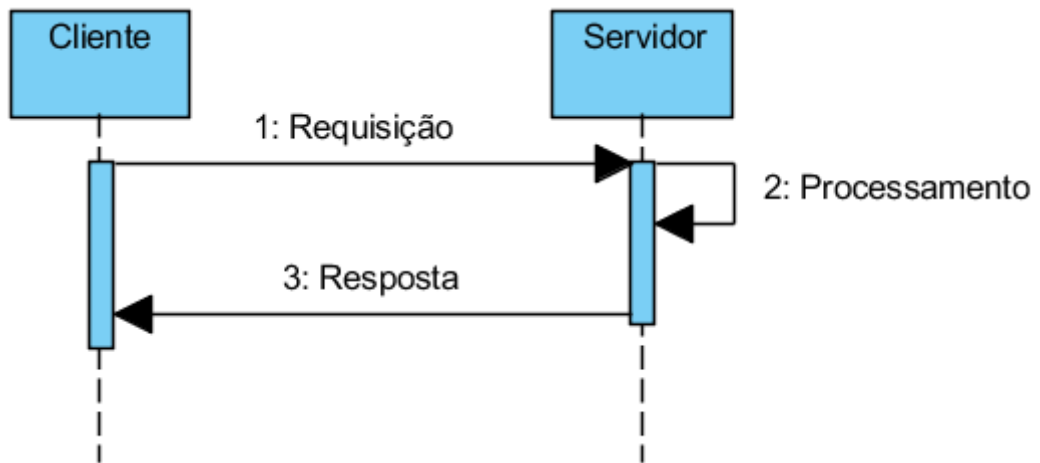 Cliente
Servidor
1: Requisição
2: Processamento
3: Resposta